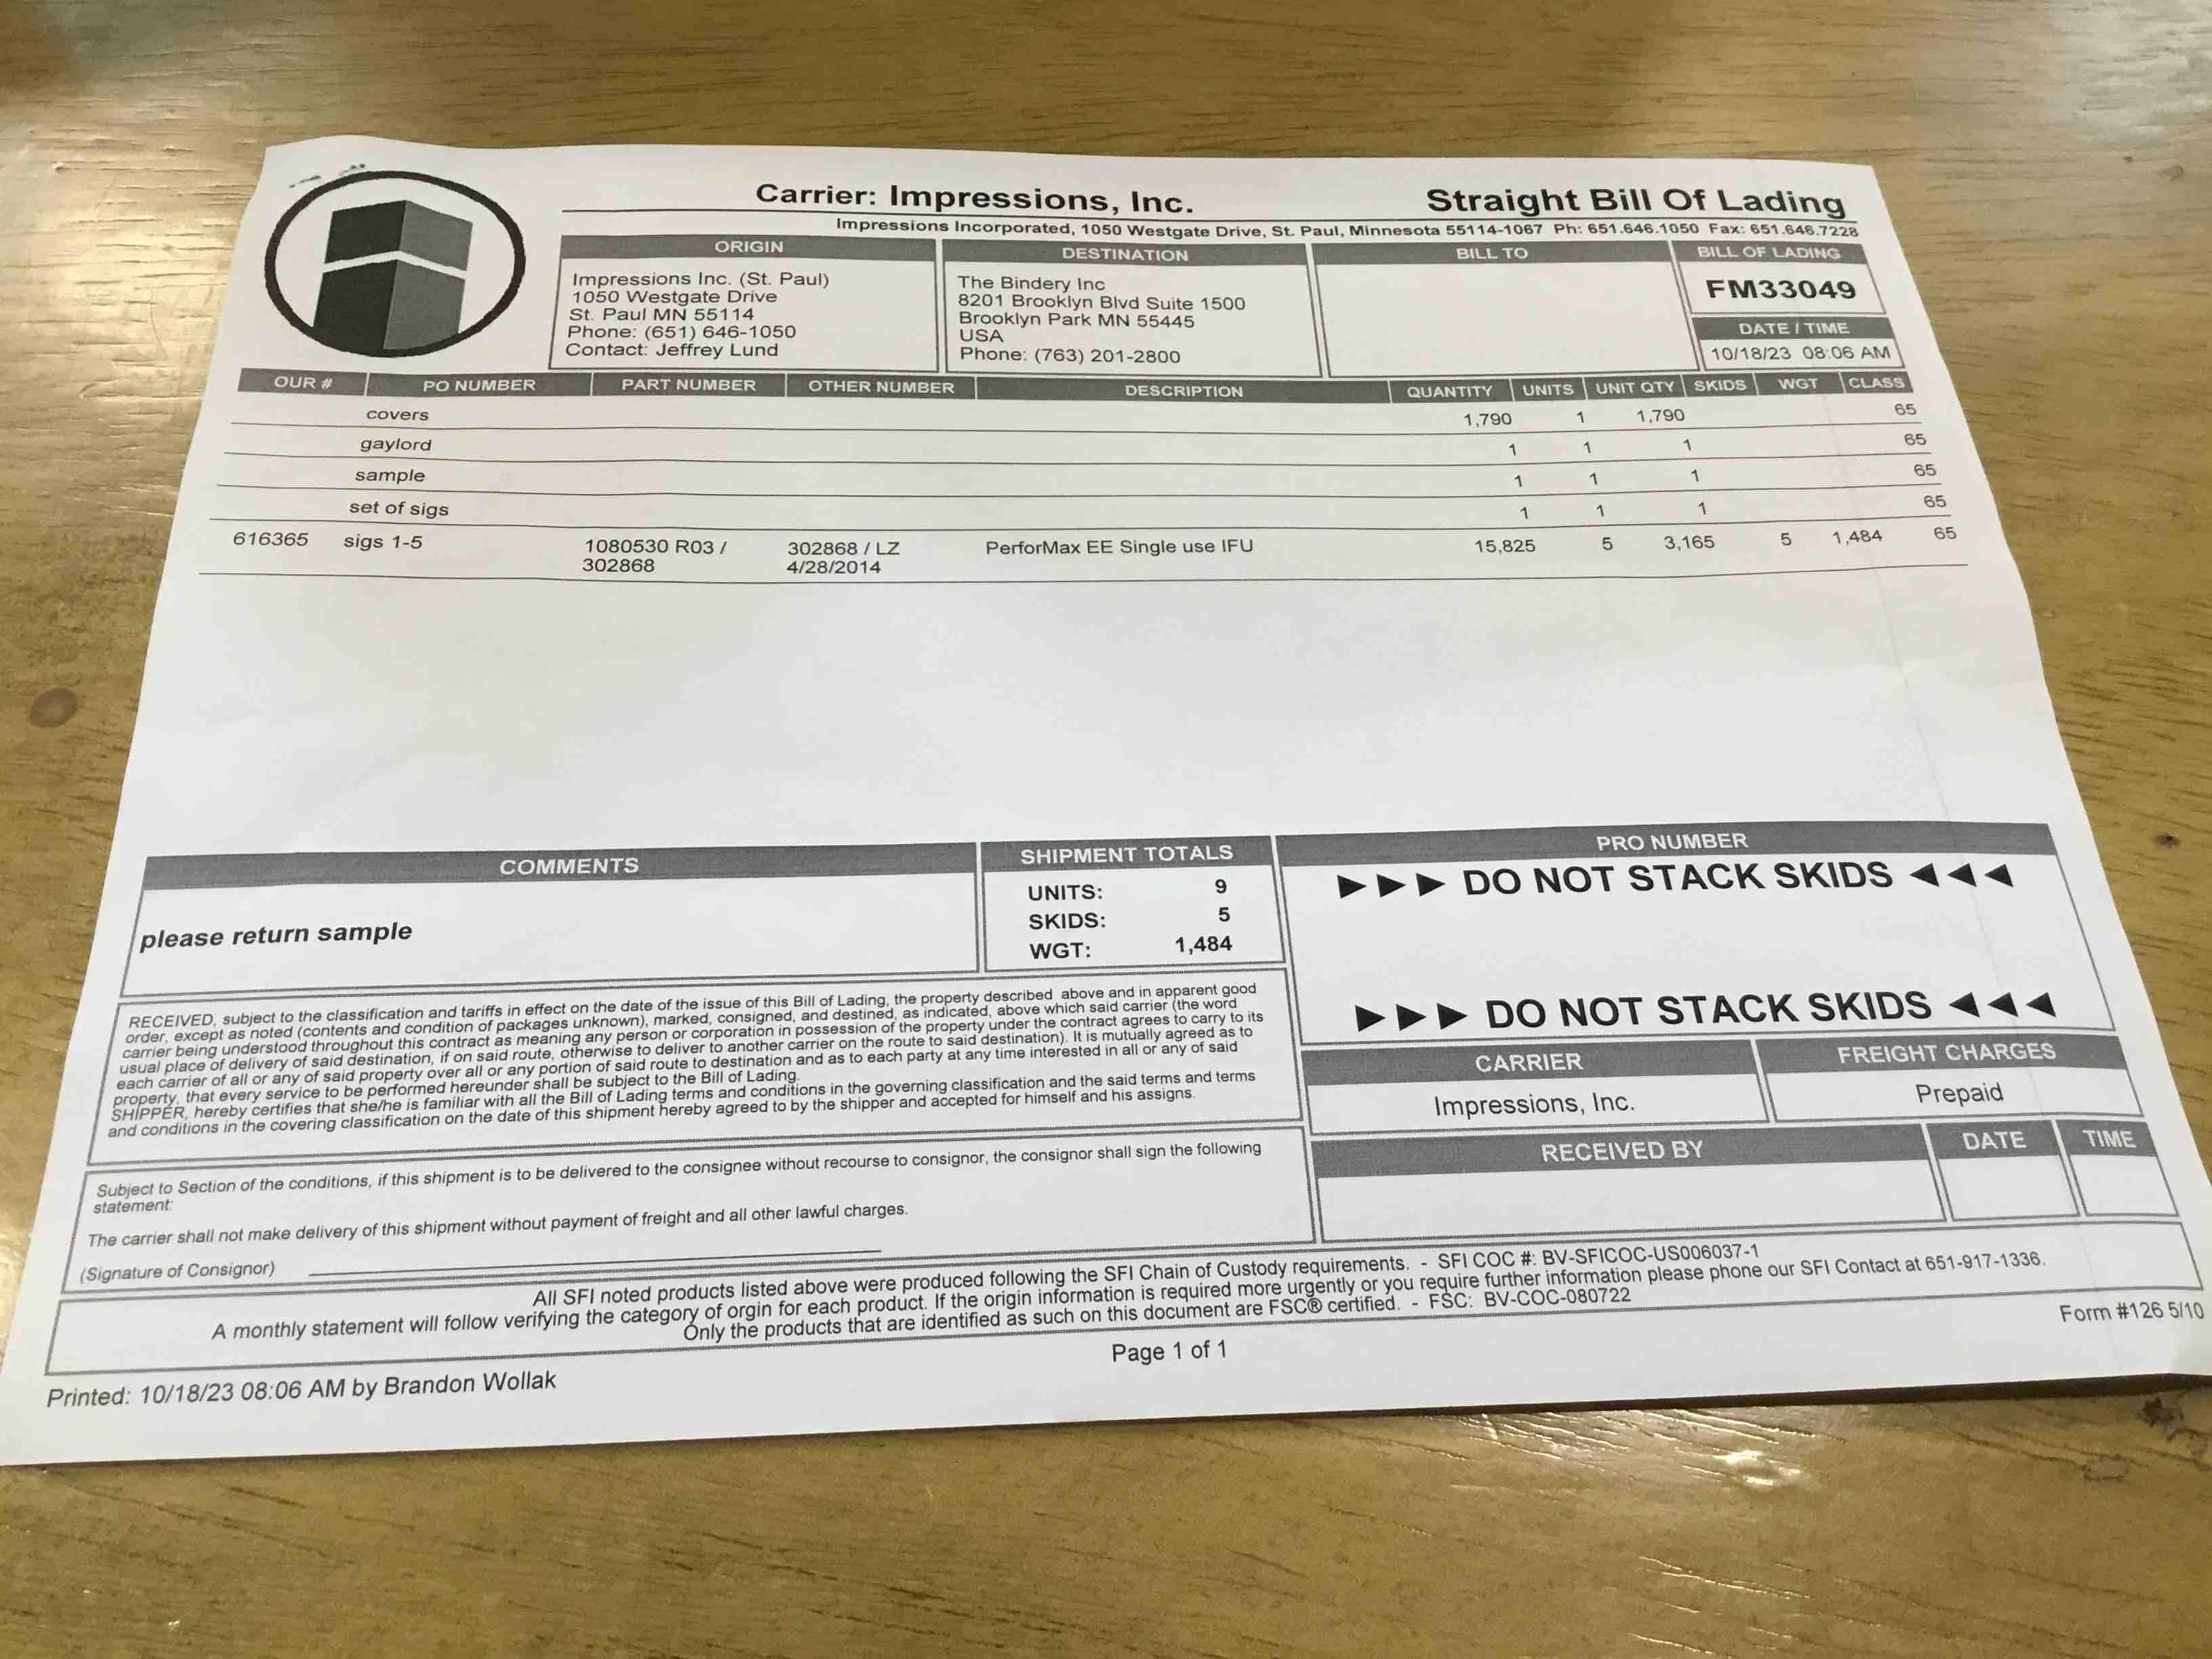 Carrier: Impressions, Inc.
Straight Bill Of Lading
Impressions Incorporated, 1050 Westgate Drive, St. Paul, Minnesota 55114-1067 Ph: 651.646.1050 Fax: 651.646.7228
ORIGIN
Impressions Inc. (St. Paul)
1050 Westgate Drive
St. Paul MN 55114
Phone: (651) 646-1050
Contact: Jeffrey Lund
DESTINATION
The Bindery Inc
8201 Brooklyn Blvd Suite 1500
Brooklyn Park MN 55445
USA
Phone: (763) 201-2800
BILL TO
BILL OF LADING
FM33049
DATE / TIME
10/18/23 08:06 AM
OUR # PO NUMBER PART NUMBER OTHER NUMBER DESCRIPTION QUANTITY UNITS UNIT QTY SKIDS WGT CLASS
covers 1,790 1 1,790 65
gaylord 1 1 1 65
sample 1 1 1 65
set of sigs 1 1 1 65
616365 sigs 1-5 1080530 R03 / 302868 / LZ PerforMax EE Single use IFU 15,825 5 3,165 5 1,484 65
302868 4/28/2014
COMMENTS
please return sample
SHIPMENT TOTALS
UNITS: 9
SKIDS: 5
WGT: 1,484
PRO NUMBER
►►► DO NOT STACK SKIDS ◄◄◄
►►► DO NOT STACK SKIDS ◄◄◄
RECEIVED, subject to the classification and tariffs in effect on the date of the issue of this Bill of Lading, the property described above and in apparent good
order, except as noted (contents and condition of packages unknown), marked, consigned, and destined, as indicated, above which said carrier (the word
carrier being understood throughout this contract as meaning any person or corporation in possession of the property under the contract agrees to carry to its
usual place of delivery of said destination, if on said route, otherwise to deliver to another carrier on the route to said destination). It is mutually agreed as to
each carrier of all or any of said property over all or any portion of said route to destination and as to each party at any time interested in all or any of said
property, that every service to be performed hereunder shall be subject to the Bill of Lading.
SHIPPER, hereby certifies that she/he is familiar with all the Bill of Lading terms and conditions in the governing classification and the said terms and terms
and conditions in the covering classification on the date of this shipment hereby agreed to by the shipper and accepted for himself and his assigns.
CARRIER
Impressions, Inc.
FREIGHT CHARGES
Prepaid
RECEIVED BY DATE TIME
Subject to Section of the conditions, if this shipment is to be delivered to the consignee without recourse to consignor, the consignor shall sign the following
statement:
The carrier shall not make delivery of this shipment without payment of freight and all other lawful charges.
(Signature of Consignor)
All SFI noted products listed above were produced following the SFI Chain of Custody requirements. - SFI COC #: BV-SFICOC-US006037-1
A monthly statement will follow verifying the category of orgin for each product. If the origin information is required more urgently or you require further information please phone our SFI Contact at 651-917-1336.
Only the products that are identified as such on this document are FSC® certified. - FSC: BV-COC-080722
Form #126 5/10
Page 1 of 1
Printed: 10/18/23 08:06 AM by Brandon Wollak